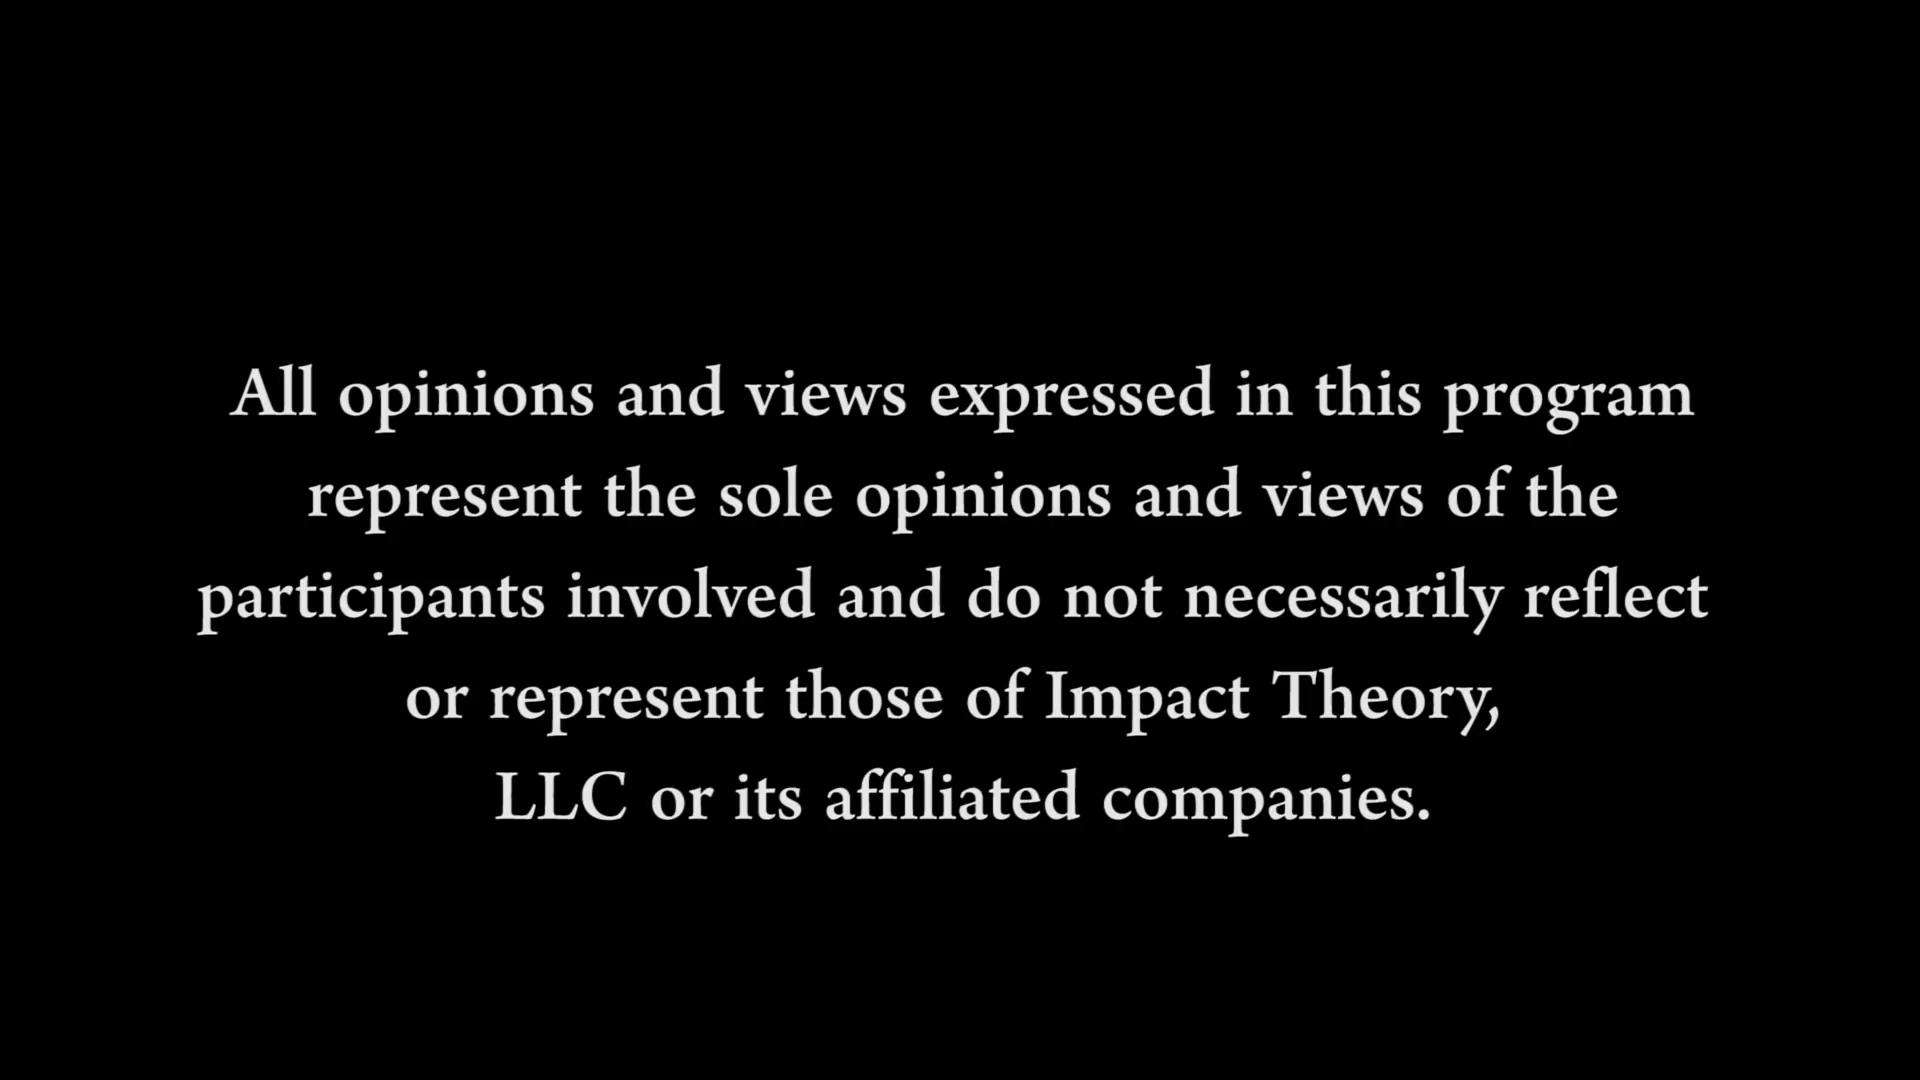 All opinions and views expressed in this program
represent the sole opinions and views of the
participants involved and do not necessarily reflect
or represent those of Impact Theory,
LLC or its affiliated companies.